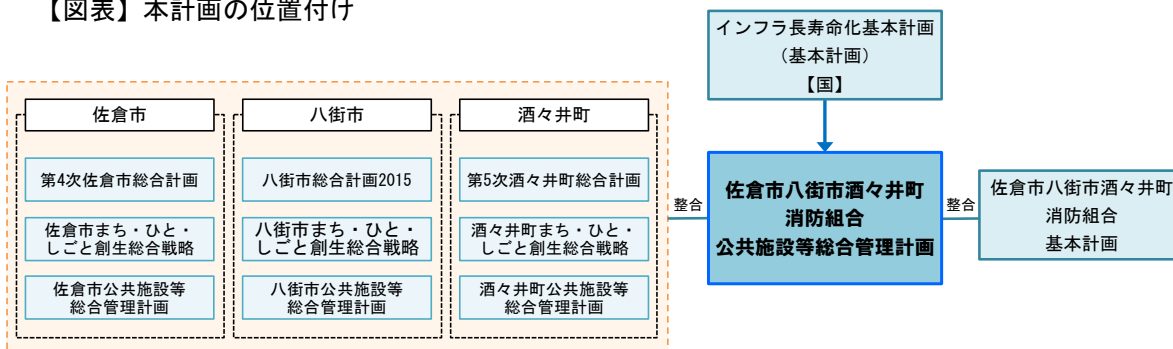 【図表】本計画の位置付け
インフラ長寿命化基本計画
（基本計画）
【国】
佐倉市
第4次佐倉市総合計画
佐倉市まち・ひと・
しごと創生総合戦略
佐倉市公共施設等
総合管理計画
八街市
八街市総合計画2015
八街市まち・ひと・
しごと創生総合戦略
八街市公共施設等
総合管理計画
酒々井町
第5次酒々井町総合計画
酒々井町まち・ひと・
しごと創生総合戦略
酒々井町公共施設等
総合管理計画
整合
佐倉市八街市酒々井町
消防組合
公共施設等総合管理計画
整合
佐倉市八街市酒々井町
消防組合
基本計画